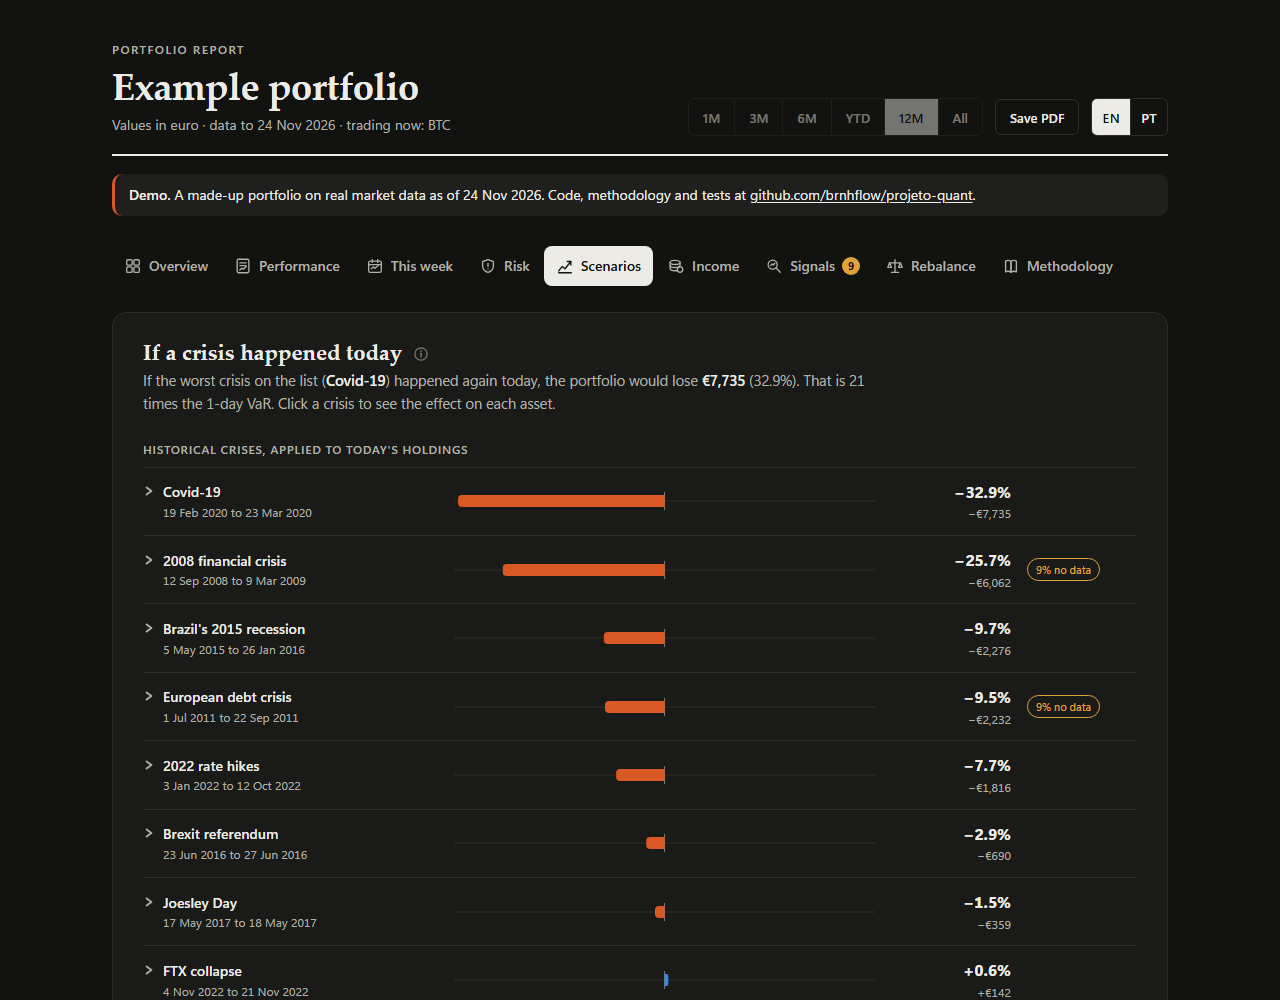 PORTFOLIO REPORT
Example portfolio
Values in euro · data to 24 Nov 2026 · trading now: BTC
1M 3M 6M YTD 12M All
Save PDF
EN PT
Demo. A made-up portfolio on real market data as of 24 Nov 2026. Code, methodology and tests at github.com/brnhflow/projeto-quant.
Overview Performance This week Risk Scenarios Income Signals 9 Rebalance Methodology
If a crisis happened today
If the worst crisis on the list (Covid-19) happened again today, the portfolio would lose €7,735 (32.9%). That is 21
times the 1-day VaR. Click a crisis to see the effect on each asset.
HISTORICAL CRISES, APPLIED TO TODAY'S HOLDINGS
Covid-19 −32.9%
19 Feb 2020 to 23 Mar 2020 −€7,735
2008 financial crisis −25.7% 9% no data
12 Sep 2008 to 9 Mar 2009 −€6,062
Brazil's 2015 recession −9.7%
5 May 2015 to 26 Jan 2016 −€2,276
European debt crisis −9.5% 9% no data
1 Jul 2011 to 22 Sep 2011 −€2,232
2022 rate hikes −7.7%
3 Jan 2022 to 12 Oct 2022 −€1,816
Brexit referendum −2.9%
23 Jun 2016 to 27 Jun 2016 −€690
Joesley Day −1.5%
17 May 2017 to 18 May 2017 −€359
FTX collapse +0.6%
4 Nov 2022 to 21 Nov 2022 +€142